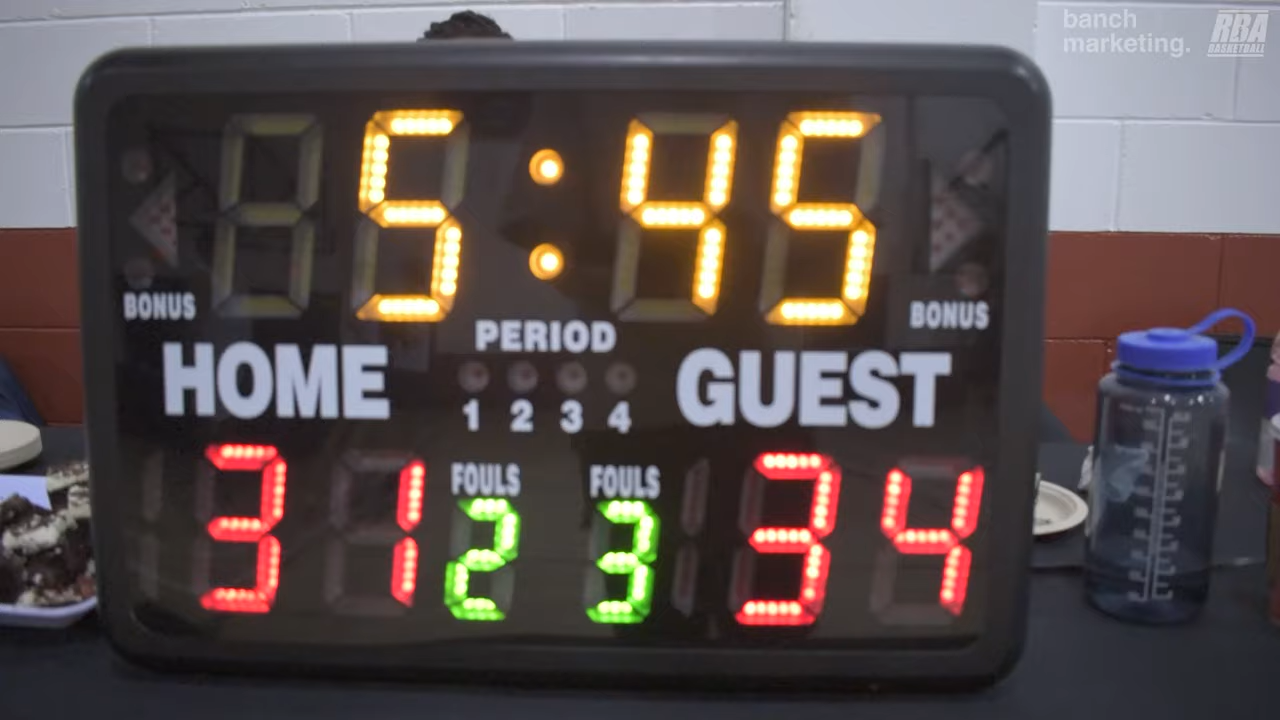 banch
marketing.
RBA
BASKETBALL
5:45
BONUS
BONUS
PERIOD
HOME
GUEST
1 2 3 4
FOULS
FOULS
31
2
3
34